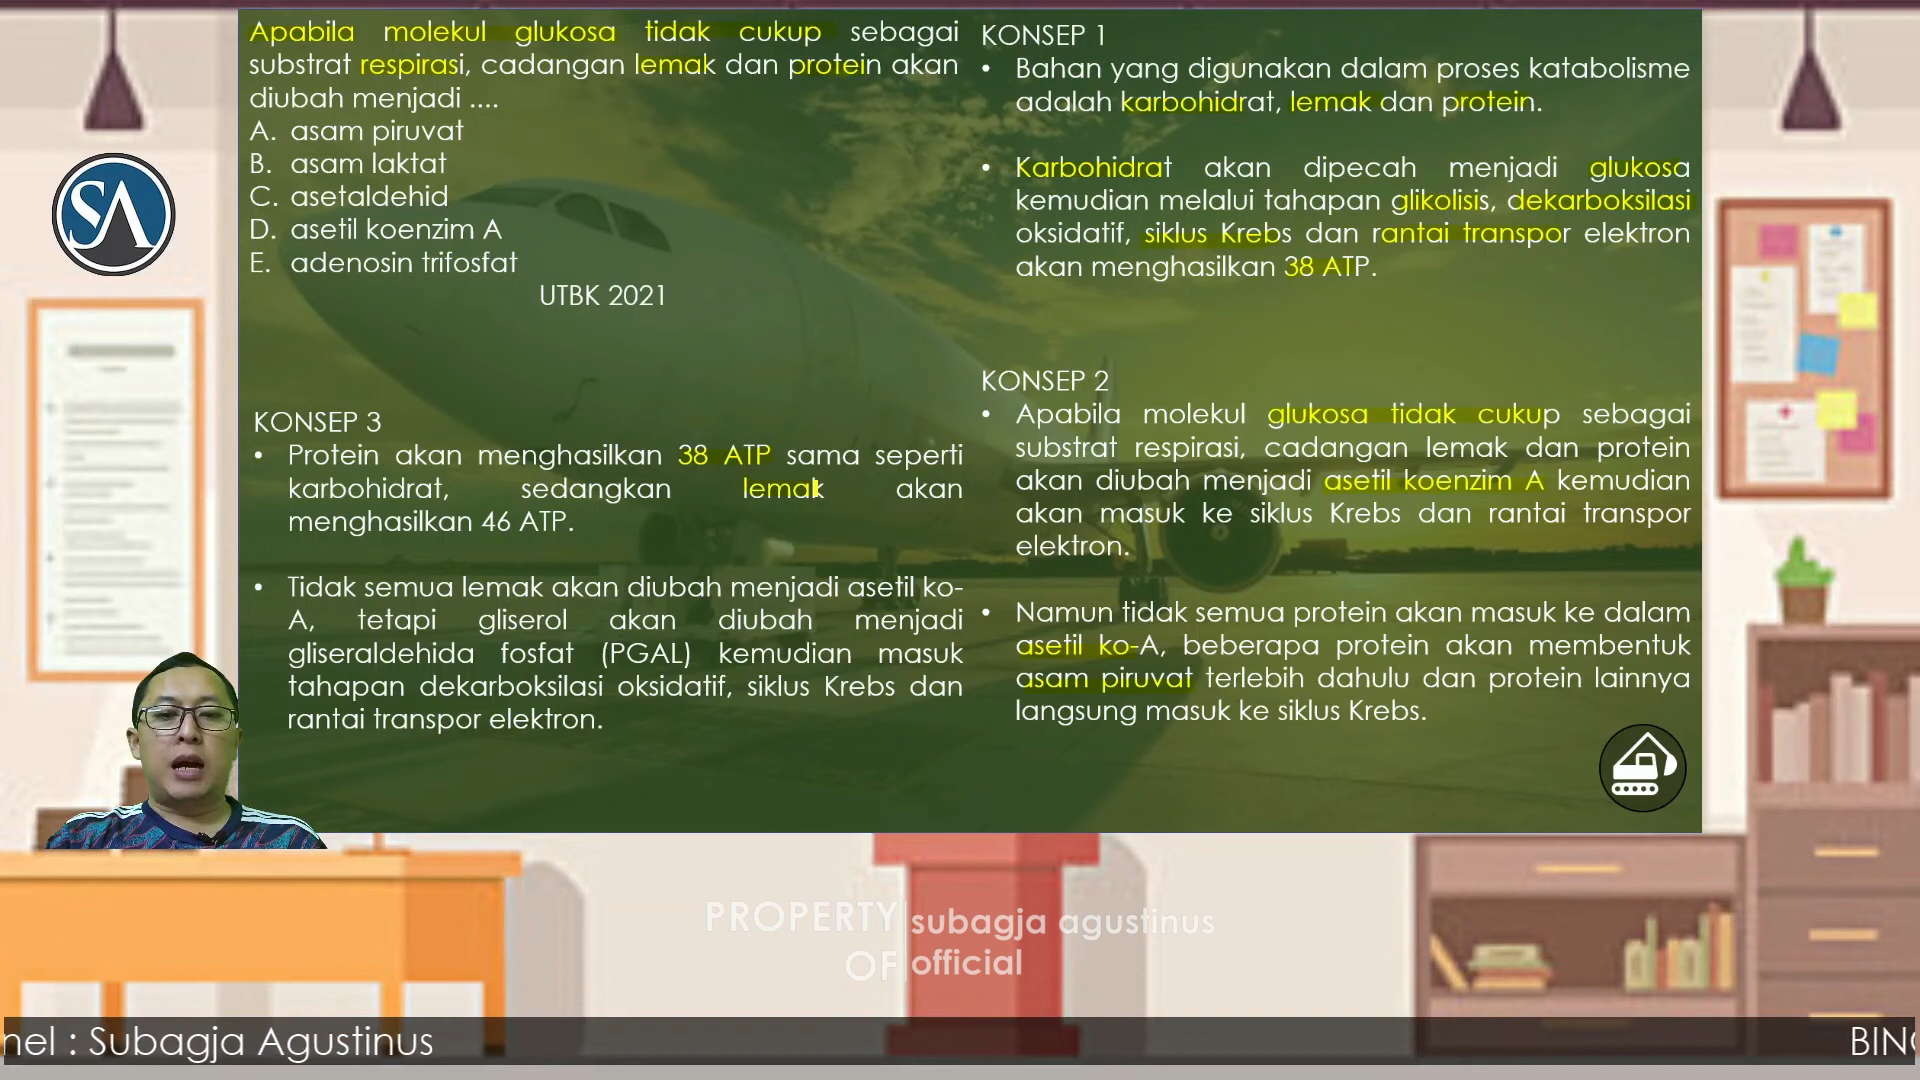 Apabila molekul glukosa tidak cukup sebagai
substrat respirasi, cadangan lemak dan protein akan
diubah menjadi ....
A. asam piruvat
B. asam laktat
C. asetaldehid
D. asetil koenzim A
E. adenosin trifosfat
UTBK 2021
KONSEP 1
• Bahan yang digunakan dalam proses katabolisme
adalah karbohidrat, lemak dan protein.
• Karbohidrat akan dipecah menjadi glukosa
kemudian melalui tahapan glikolisis, dekarboksilasi
oksidatif, siklus Krebs dan rantai transpor elektron
akan menghasilkan 38 ATP.
KONSEP 2
• Apabila molekul glukosa tidak cukup sebagai
substrat respirasi, cadangan lemak dan protein
akan diubah menjadi asetil koenzim A kemudian
akan masuk ke siklus Krebs dan rantai transpor
elektron.
• Namun tidak semua protein akan masuk ke dalam
asetil ko-A, beberapa protein akan membentuk
asam piruvat terlebih dahulu dan protein lainnya
langsung masuk ke siklus Krebs.
KONSEP 3
• Protein akan menghasilkan 38 ATP sama seperti
karbohidrat, sedangkan lemak akan
menghasilkan 46 ATP.
• Tidak semua lemak akan diubah menjadi asetil ko-
A, tetapi gliserol akan diubah menjadi
gliseraldehida fosfat (PGAL) kemudian masuk
tahapan dekarboksilasi oksidatif, siklus Krebs dan
rantai transpor elektron.
SA
PROPERTY OF
subagja agustinus
official
nel : Subagja Agustinus
BIN